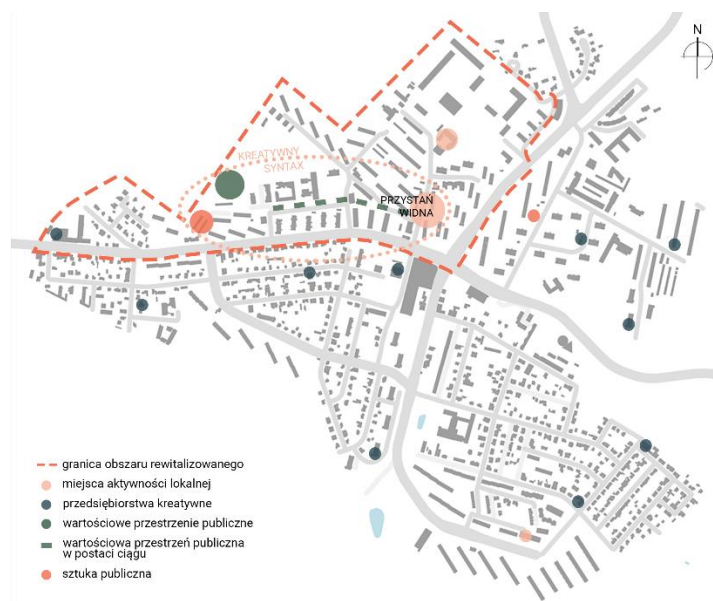 N
KREATYWNY
SYNTAX
PRZYSTAŃ
WIDNA
granica obszaru rewitalizowanego
miejsca aktywności lokalnej
przedsiębiorstwa kreatywne
wartościowe przestrzenie publiczne
wartościowa przestrzeń publiczna
w postaci ciągu
sztuka publiczna